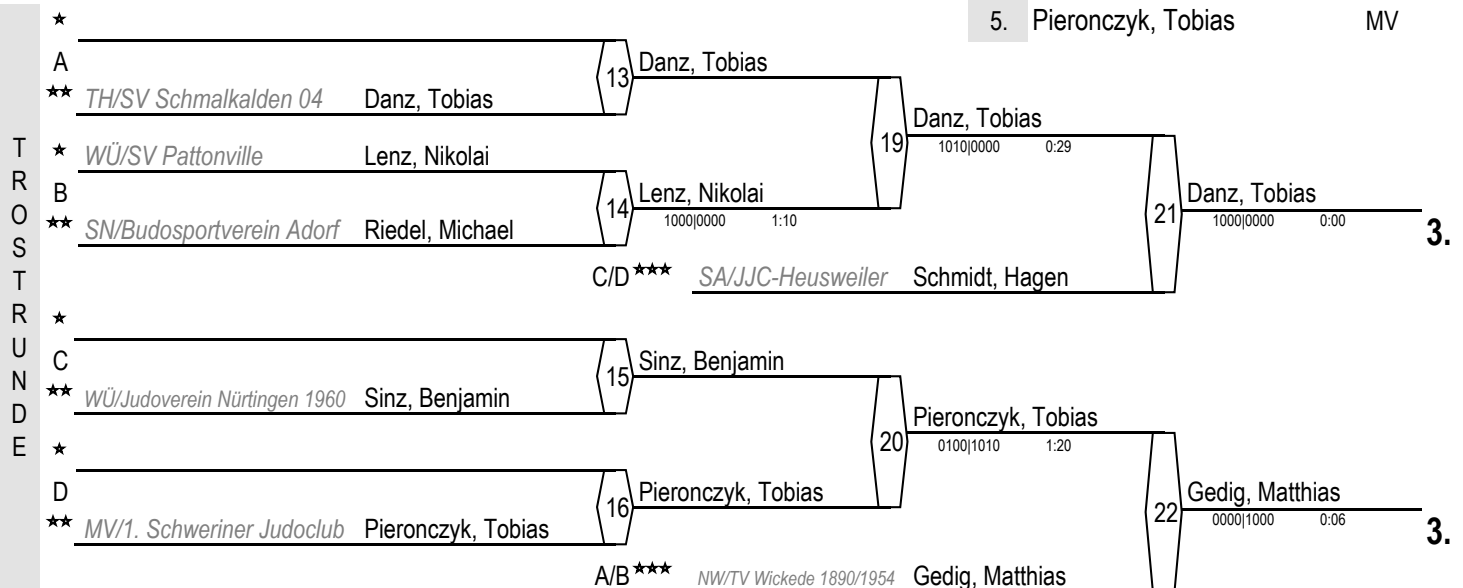 5. Pieronczyk, Tobias MV
TROSTRUNDE
★
A
13 Danz, Tobias
★★ TH/SV Schmalkalden 04 Danz, Tobias
19 Danz, Tobias
1010|0000 0:29
★ WÜ/SV Pattonville Lenz, Nikolai
B
14 Lenz, Nikolai
1000|0000 1:10
★★ SN/Budosportverein Adorf Riedel, Michael
21 Danz, Tobias
1000|0000 0:00
3.
C/D ★★★ SA/JJC-Heusweiler Schmidt, Hagen
★
C
15 Sinz, Benjamin
★★ WÜ/Judoverein Nürtingen 1960 Sinz, Benjamin
20 Pieronczyk, Tobias
0100|1010 1:20
★
D
16 Pieronczyk, Tobias
★★ MV/1. Schweriner Judoclub Pieronczyk, Tobias
22 Gedig, Matthias
0000|1000 0:06
3.
A/B ★★★ NW/TV Wickede 1890/1954 Gedig, Matthias